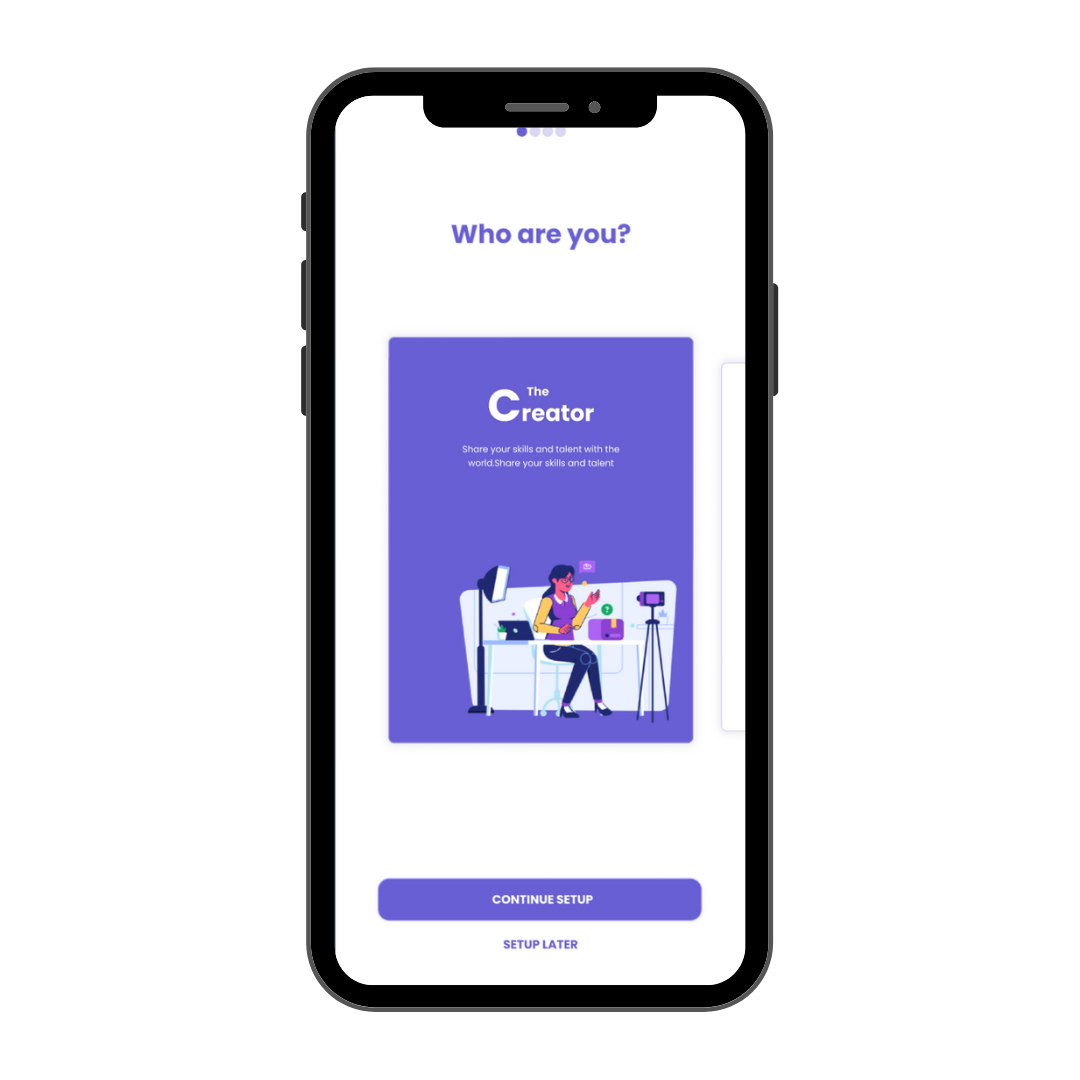 Who are you?
The
Creator
Share your skills and talent with the
world.Share your skills and talent
?
CONTINUE SETUP
SETUP LATER